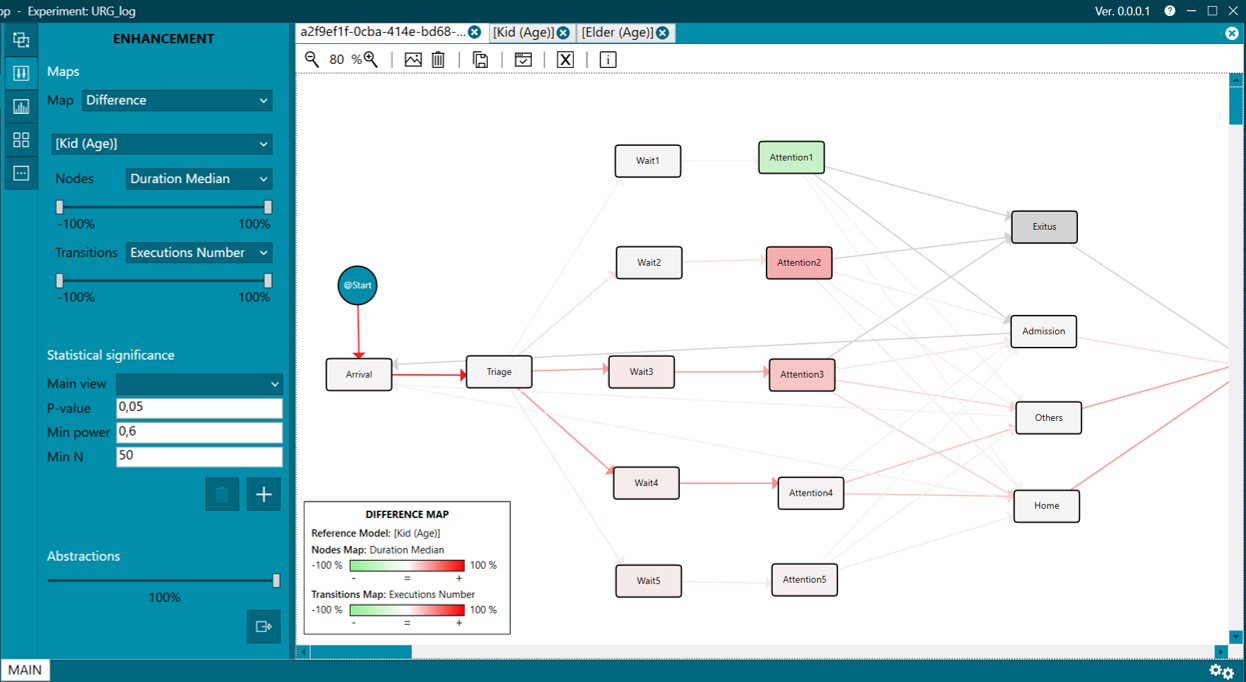 op - Experiment: URG_log
Ver. 0.0.0.1
ENHANCEMENT
Maps
Map Difference
[Kid (Age)]
Nodes Duration Median
-100% 100%
Transitions Executions Number
-100% 100%
Statistical significance
Main view
P-value 0,05
Min power 0,6
Min N 50
Abstractions
100%
MAIN
a2f9ef1f-0cba-414e-bd68-... [Kid (Age)] [Elder (Age)]
80 %
X i
Wait1
Attention1
Exitus
Wait2
Attention2
@Start
Admission
Arrival
Triage
Wait3
Attention3
Others
Wait4
Attention4
Home
Wait5
Attention5
DIFFERENCE MAP
Reference Model: [Kid (Age)]
Nodes Map: Duration Median
-100 % 100 %
- = +
Transitions Map: Executions Number
-100 % 100 %
- = +